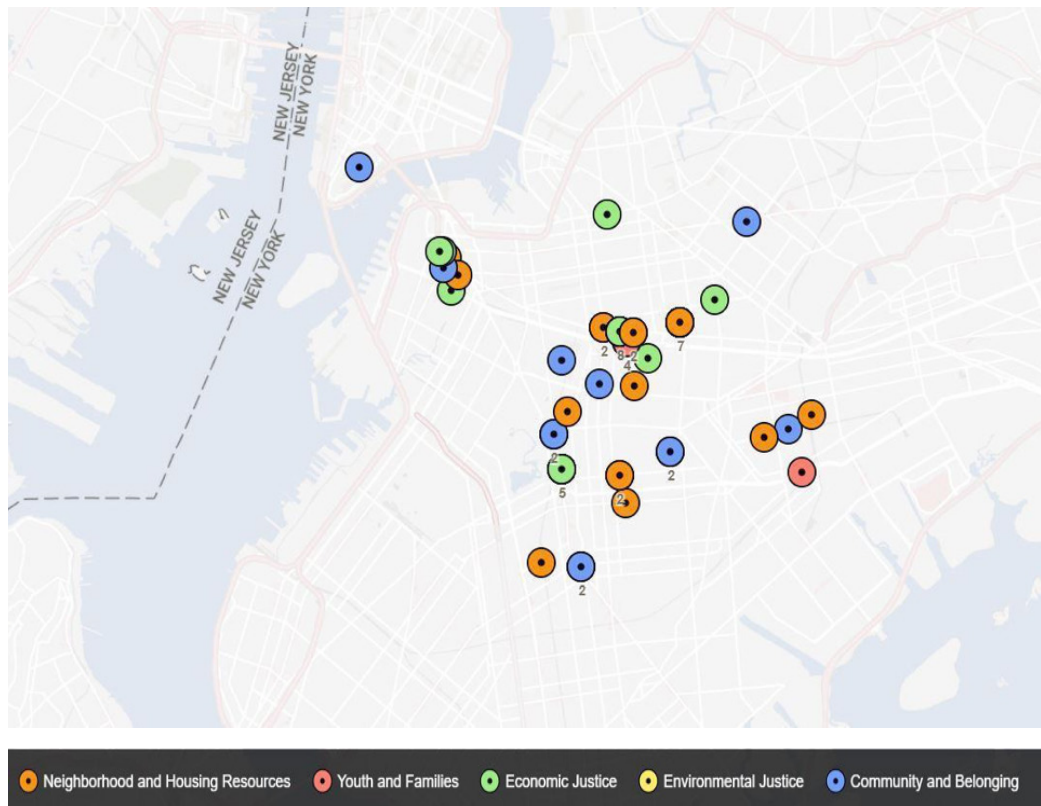 NEW JERSEY
NEW YORK
NEW JERSEY
NEW YORK
2
8
2
4
7
2
5
2
2
2
Neighborhood and Housing Resources Youth and Families Economic Justice Environmental Justice Community and Belonging